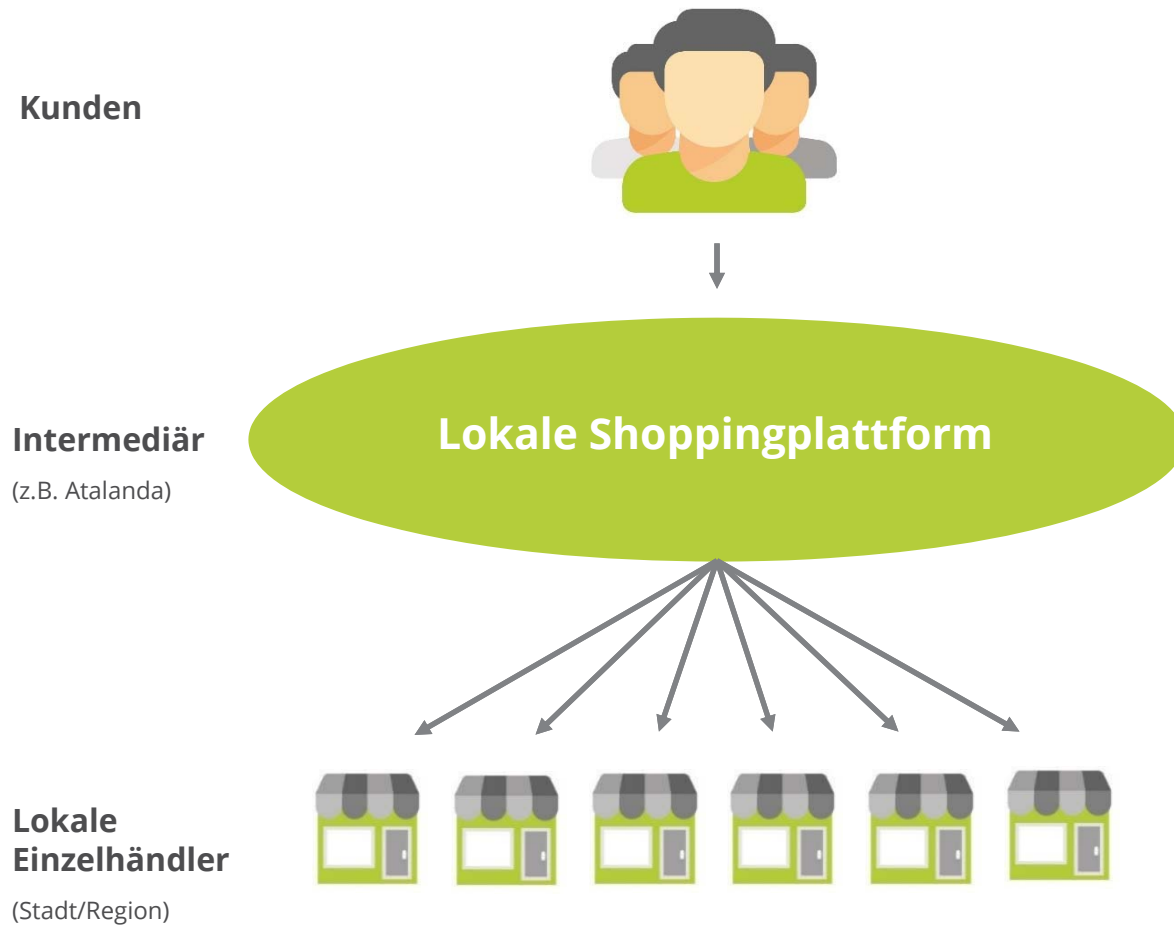 Kunden
Intermediär
(z.B. Atalanda)
Lokale Shoppingplattform
Lokale
Einzelhändler
(Stadt/Region)